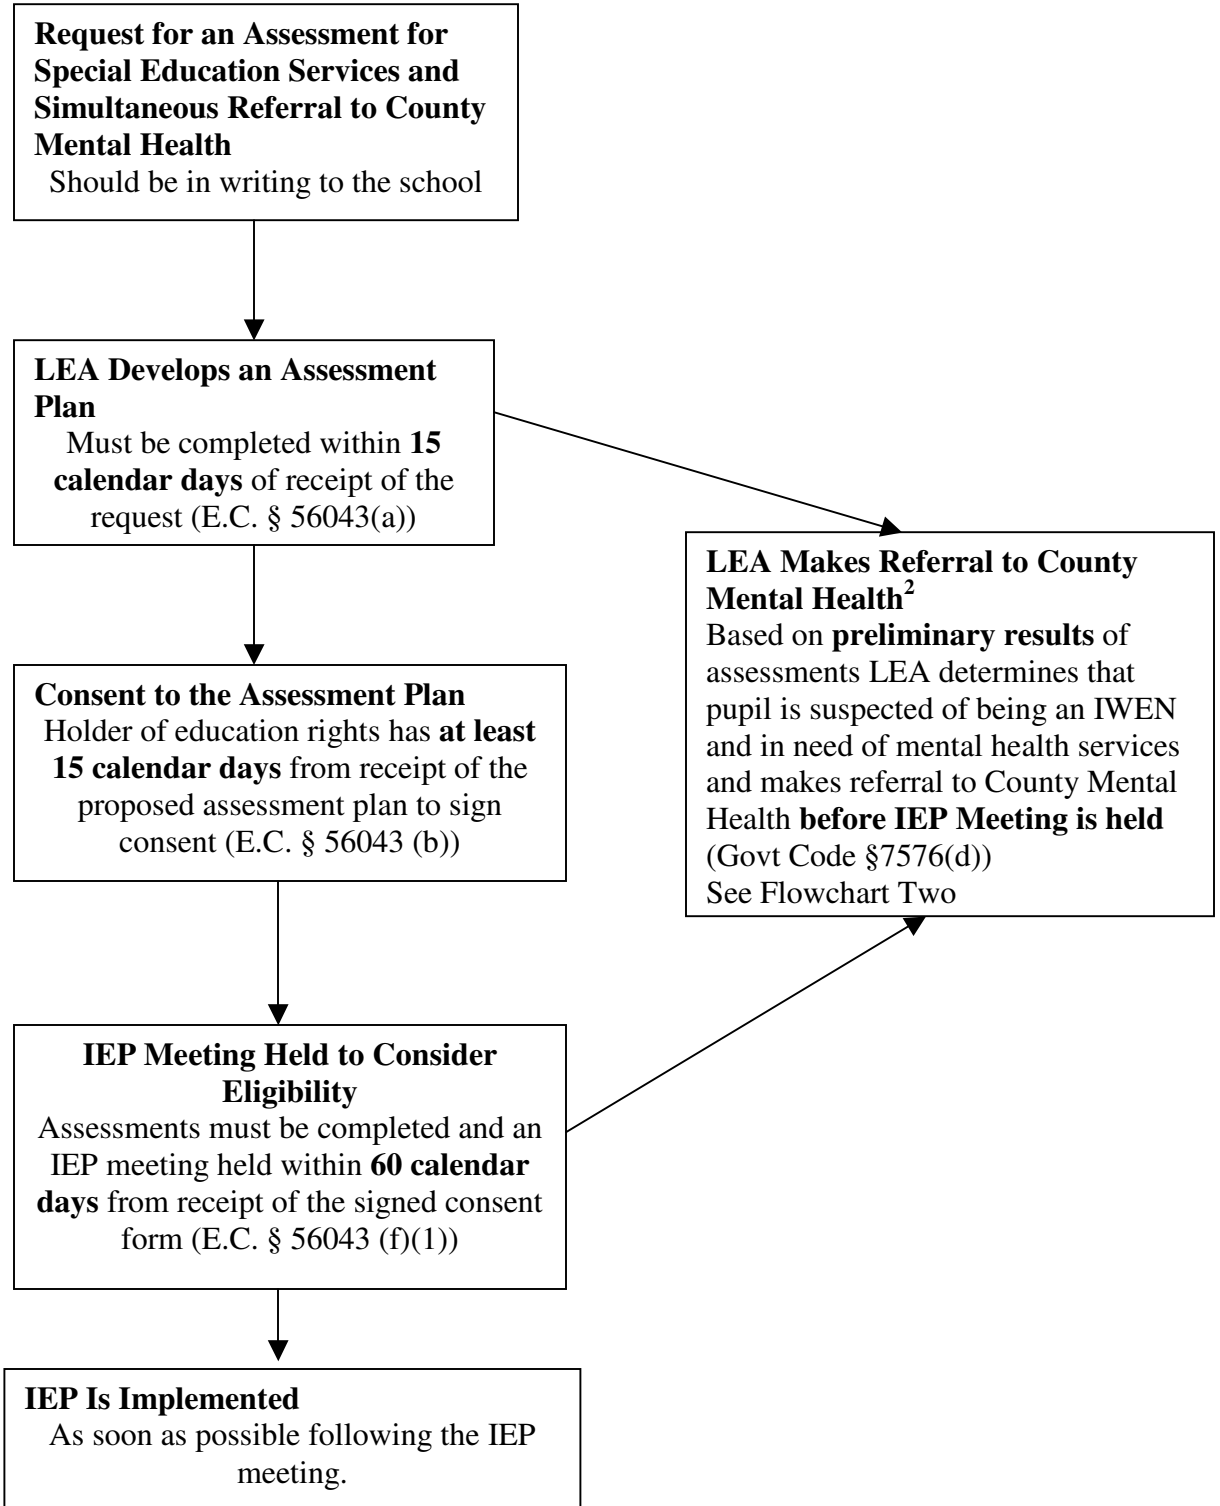 Request for an Assessment for
Special Education Services and
Simultaneous Referral to County
Mental Health
Should be in writing to the school
LEA Develops an Assessment
Plan
Must be completed within 15
calendar days of receipt of the
request (E.C. § 56043(a))
LEA Makes Referral to County
Mental Health²
Based on preliminary results of
assessments LEA determines that
pupil is suspected of being an IWEN
and in need of mental health services
and makes referral to County Mental
Health before IEP Meeting is held
(Govt Code §7576(d))
See Flowchart Two
Consent to the Assessment Plan
Holder of education rights has at least
15 calendar days from receipt of the
proposed assessment plan to sign
consent (E.C. § 56043 (b))
IEP Meeting Held to Consider
Eligibility
Assessments must be completed and an
IEP meeting held within 60 calendar
days from receipt of the signed consent
form (E.C. § 56043 (f)(1))
IEP Is Implemented
As soon as possible following the IEP
meeting.